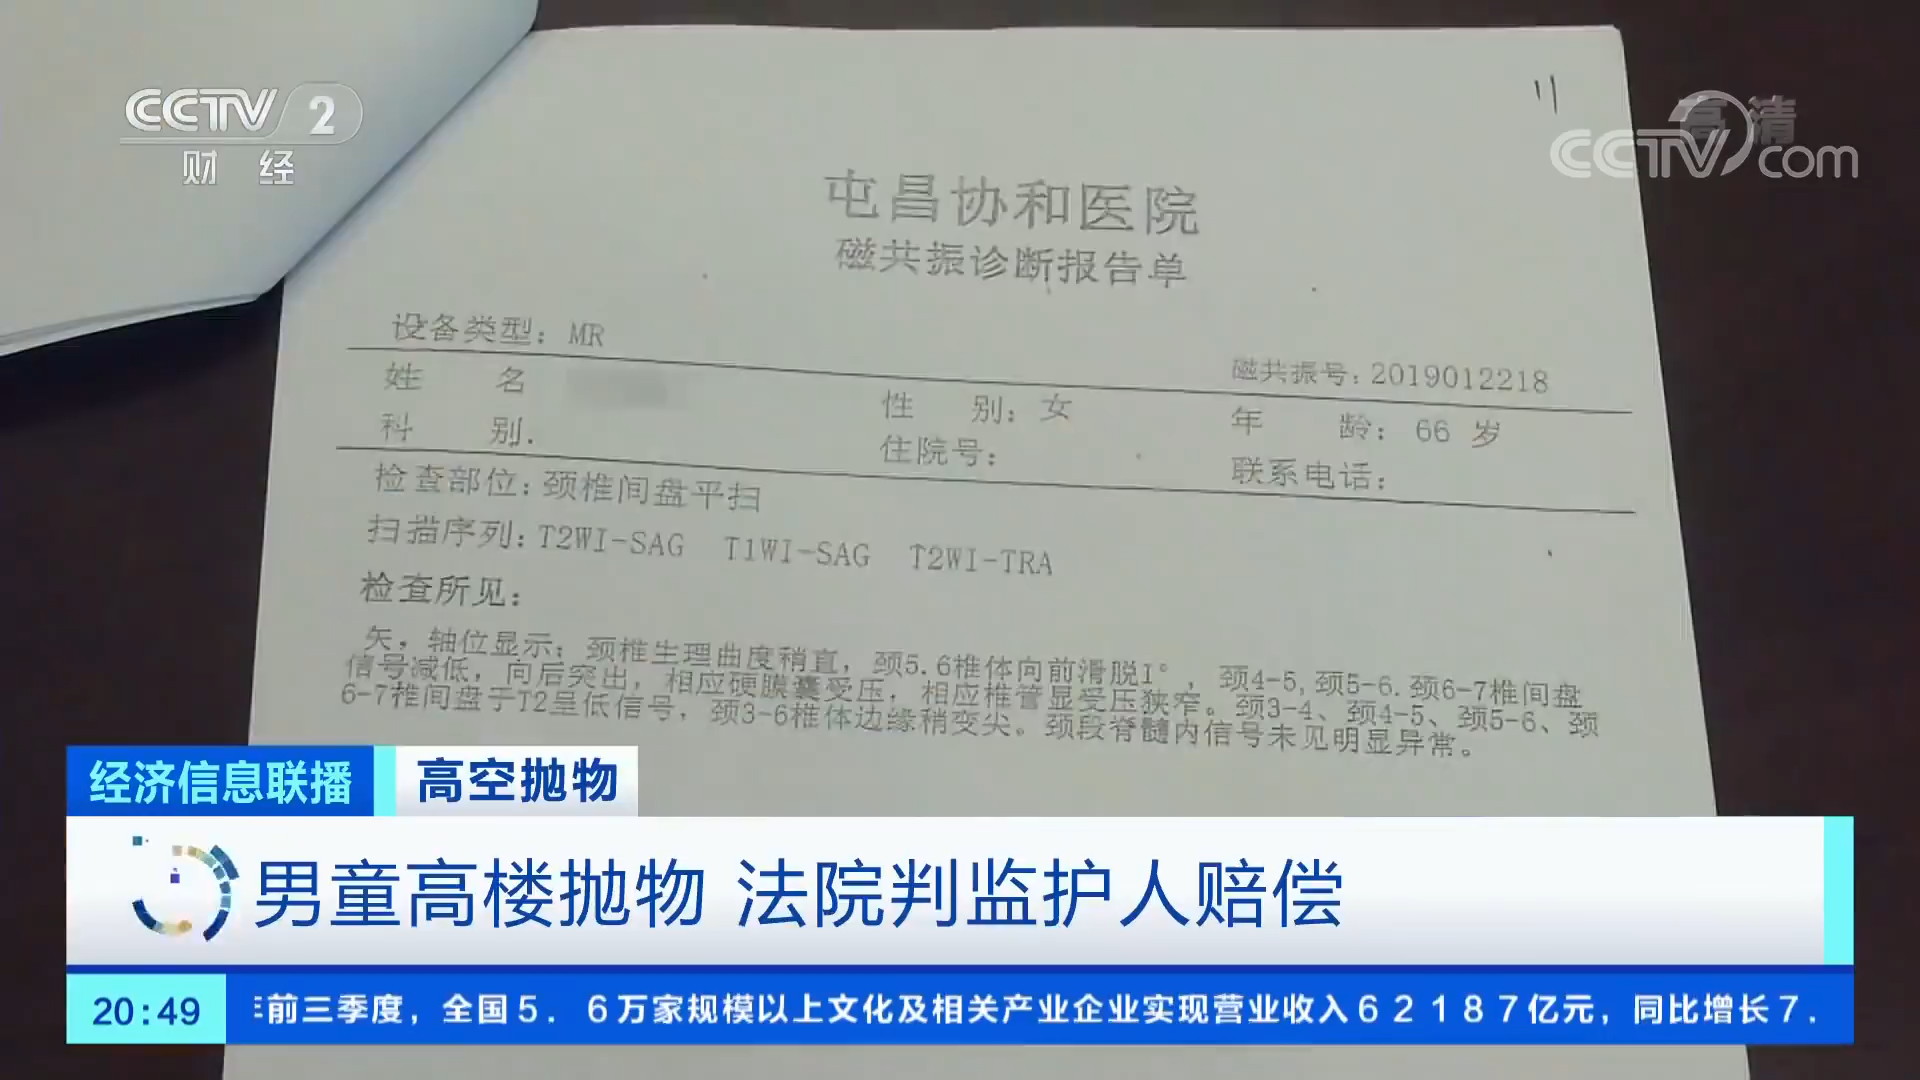 CCTV 2
财经
高清
CCTV com
11
屯昌协和医院
磁共振诊断报告单
设备类型：MR
磁共振号：2019012218
姓 名
性 别：女
年 龄： 66 岁
科 别.
住院号：
联系电话：
检查部位：颈椎间盘平扫
扫描序列：T2WI-SAG T1WI-SAG T2WI-TRA
检查所见：
矢，轴位显示：颈椎生理曲度稍直，颈5.6椎体向前滑脱I°，颈4-5,颈5-6.颈6-7椎间盘
信号减低，向后突出，相应硬膜囊受压，相应椎管显受压狭窄。颈3-4、颈4-5、颈5-6、颈
6-7椎间盘于T2呈低信号，颈3-6椎体边缘稍变尖。颈段脊髓内信号未见明显异常。
经济信息联播
高空抛物
男童高楼抛物 法院判监护人赔偿
20:49
年前三季度，全国5．6万家规模以上文化及相关产业企业实现营业收入62187亿元，同比增长7．